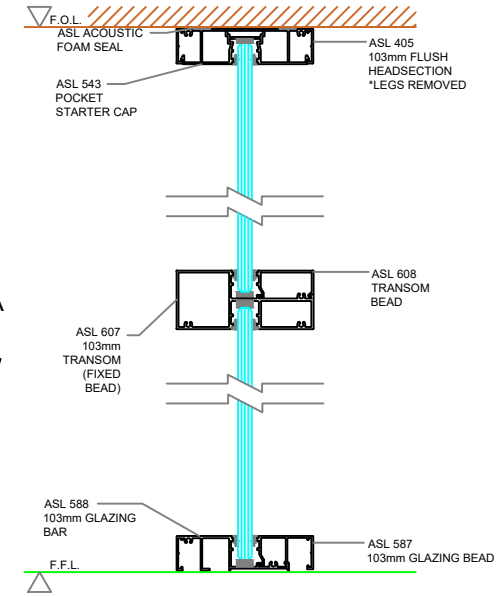 F.O.L.
ASL ACOUSTIC
FOAM SEAL
ASL 405
103mm FLUSH
HEADSECTION
*LEGS REMOVED
ASL 543
POCKET
STARTER CAP
ASL 608
TRANSOM
BEAD
A
ASL 607
103mm
TRANSOM
(FIXED
BEAD)
ASL 588
103mm GLAZING
BAR
ASL 587
103mm GLAZING BEAD
F.F.L.